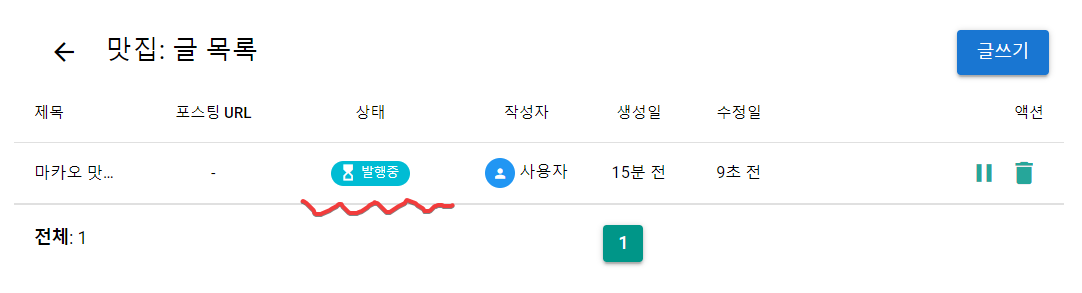 맛집: 글 목록
글쓰기
제목 포스팅 URL 상태 작성자 생성일 수정일 액션
마카오 맛... - 발행중 사용자 15분 전 9초 전
전체: 1
1